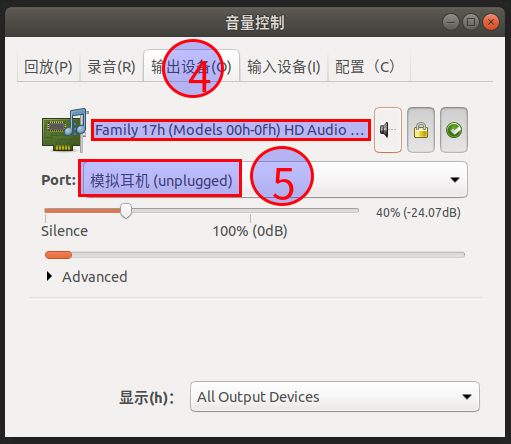 音量控制
回放(P) 录音(R) 输出设备(O) 输入设备(I) 配置（C）
4
Family 17h (Models 00h-0fh) HD Audio ...
Port: 模拟耳机 (unplugged)
5
40% (-24.07dB)
Silence 100% (0dB)
Advanced
显示(h)： All Output Devices